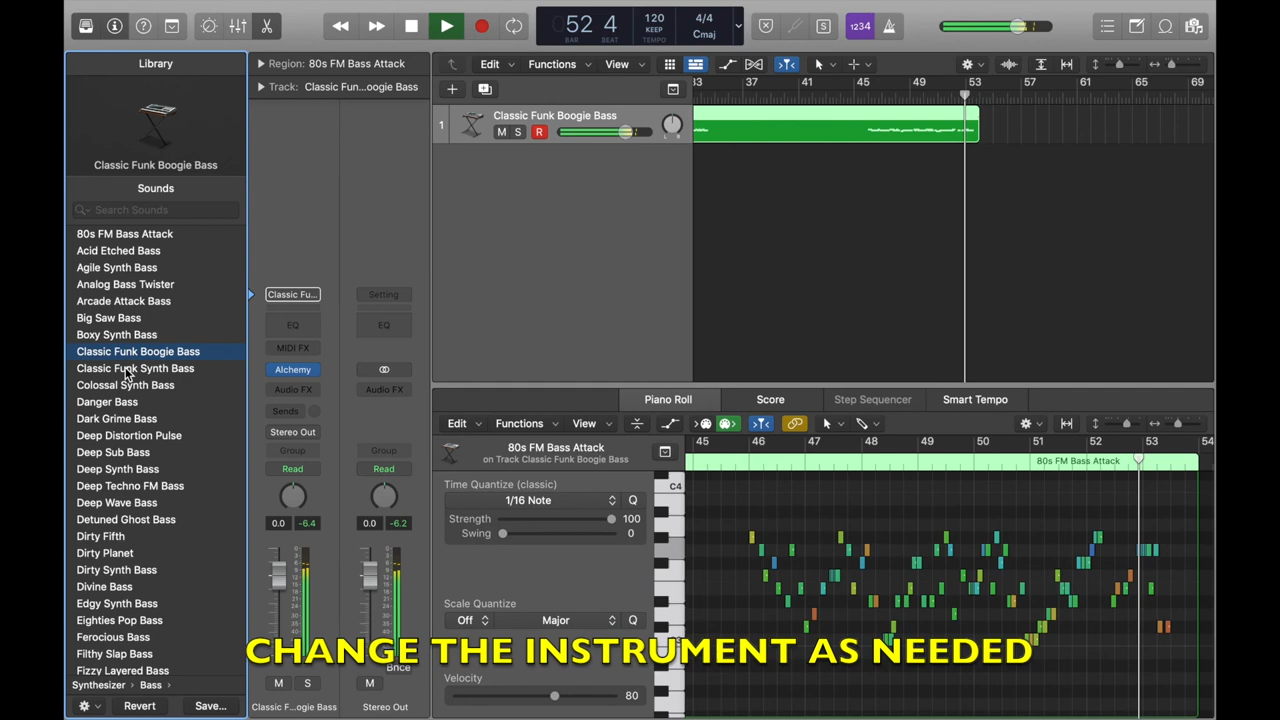 52 4
BAR BEAT
120
TEMPO
4/4
Cmaj
S
1234
Library
Classic Funk Boogie Bass
Sounds
Search Sounds
80s FM Bass Attack
Acid Etched Bass
Agile Synth Bass
Analog Bass Twister
Arcade Attack Bass
Big Saw Bass
Boxy Synth Bass
Classic Funk Boogie Bass
Classic Funk Synth Bass
Colossal Synth Bass
Danger Bass
Dark Grime Bass
Deep Distortion Pulse
Deep Sub Bass
Deep Synth Bass
Deep Techno FM Bass
Deep Wave Bass
Detuned Ghost Bass
Dirty Fifth
Dirty Planet
Dirty Synth Bass
Divine Bass
Edgy Synth Bass
Eighties Pop Bass
Ferocious Bass
Filthy Slap Bass
Fizzy Layered Bass
Synthesizer Bass
Revert Save...
Region: 80s FM Bass Attack
Track: Classic Fun...oogie Bass
Classic Fu... Setting
EQ EQ
MIDI FX
Alchemy
Audio FX Audio FX
Sends
Stereo Out
Group Group
Read Read
0.0 -6.4 0.0 -6.2
Bnce
M S M
Classic F...ogie Bass Stereo Out
Edit Functions View
37 41 45 49 53 57 61 65 69
1 Classic Funk Boogie Bass
M S R
L R
Piano Roll Score Step Sequencer Smart Tempo
Edit Functions View
80s FM Bass Attack
on Track Classic Funk Boogie Bass
Time Quantize (classic)
1/16 Note Q
Strength 100
Swing 0
Scale Quantize
Off Major Q
Velocity
80
45 46 47 48 49 50 51 52 53 54
80s FM Bass Attack
C4
CHANGE THE INSTRUMENT AS NEEDED